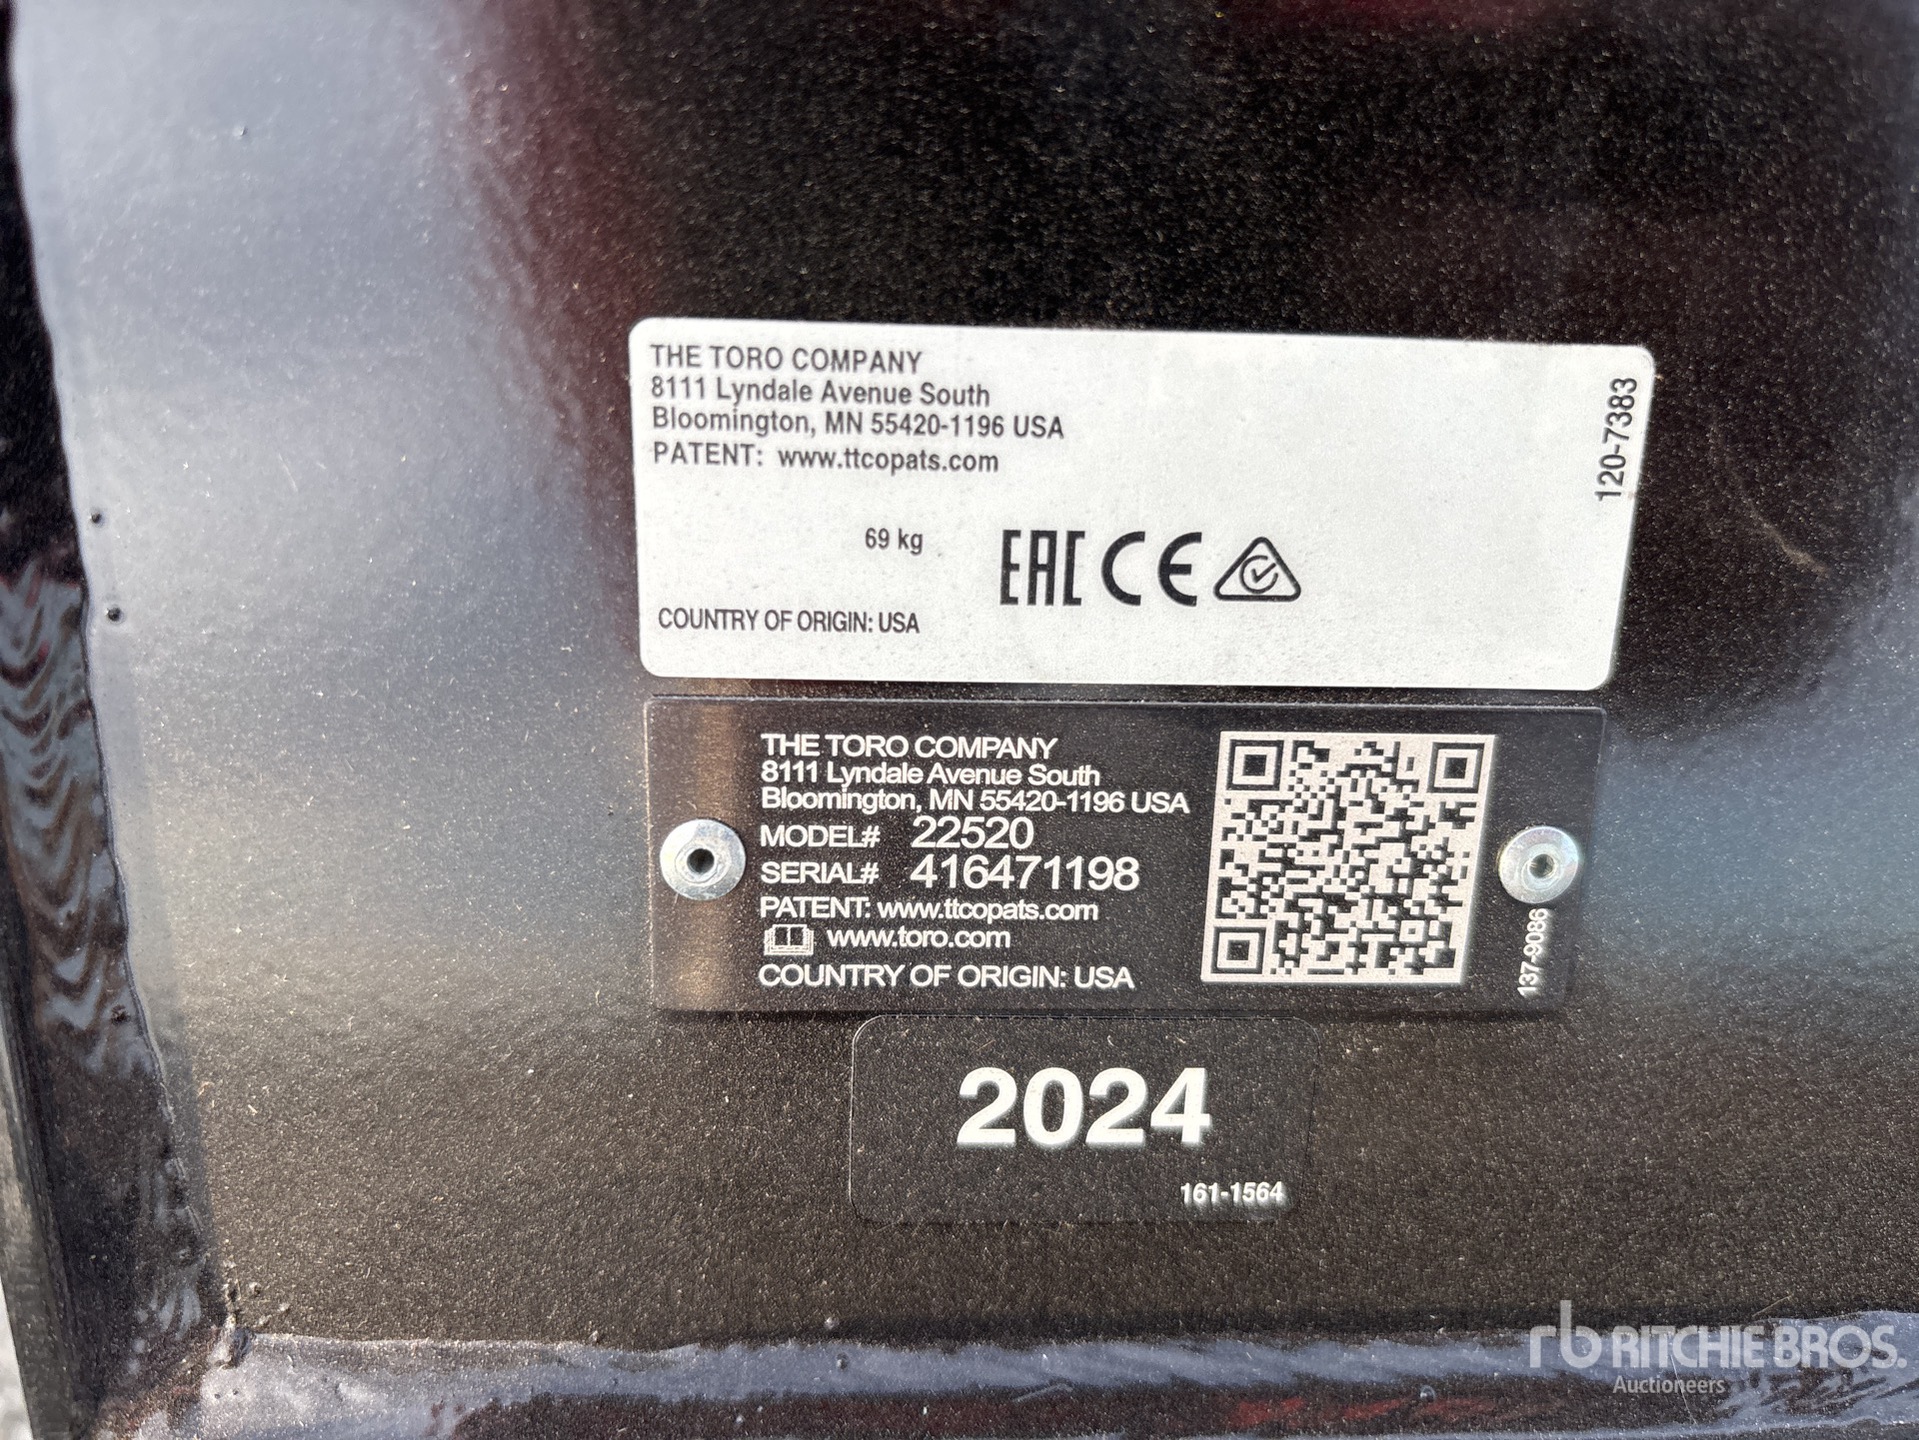 THE TORO COMPANY
8111 Lyndale Avenue South
Bloomington, MN 55420-1196 USA
PATENT: www.ttcopats.com
69 kg
EAC CE
COUNTRY OF ORIGIN: USA
120-7383
THE TORO COMPANY
8111 Lyndale Avenue South
Bloomington, MN 55420-1196 USA
MODEL# 22520
SERIAL# 416471198
PATENT: www.ttcopats.com
www.toro.com
COUNTRY OF ORIGIN: USA
137-9086
2024
161-1564
rb RITCHIE BROS.
Auctioneers